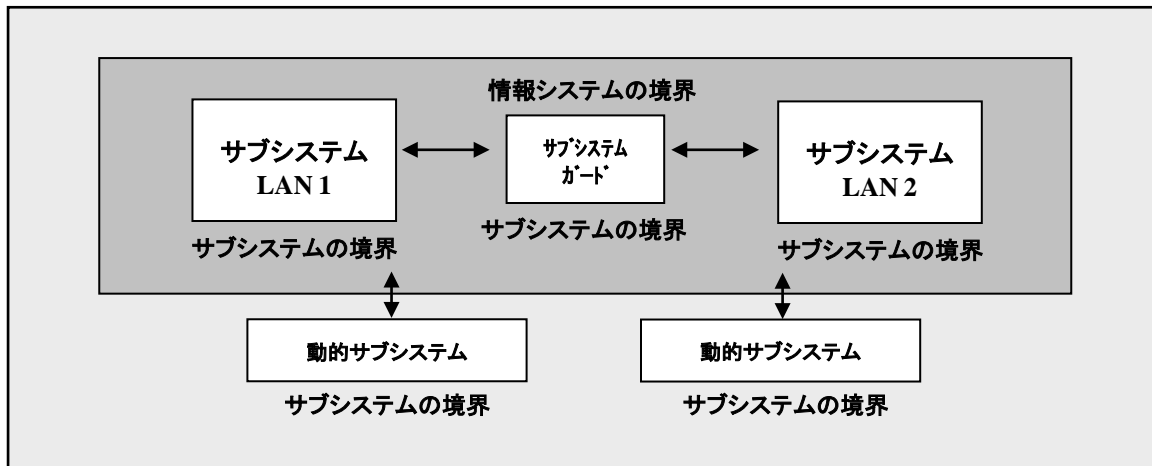 情報システムの境界
サブシステム
LAN 1
ｻﾌﾞｼｽﾃﾑ
ｶﾞｰﾄﾞ
サブシステム
LAN 2
サブシステムの境界
サブシステムの境界
サブシステムの境界
動的サブシステム
動的サブシステム
サブシステムの境界
サブシステムの境界